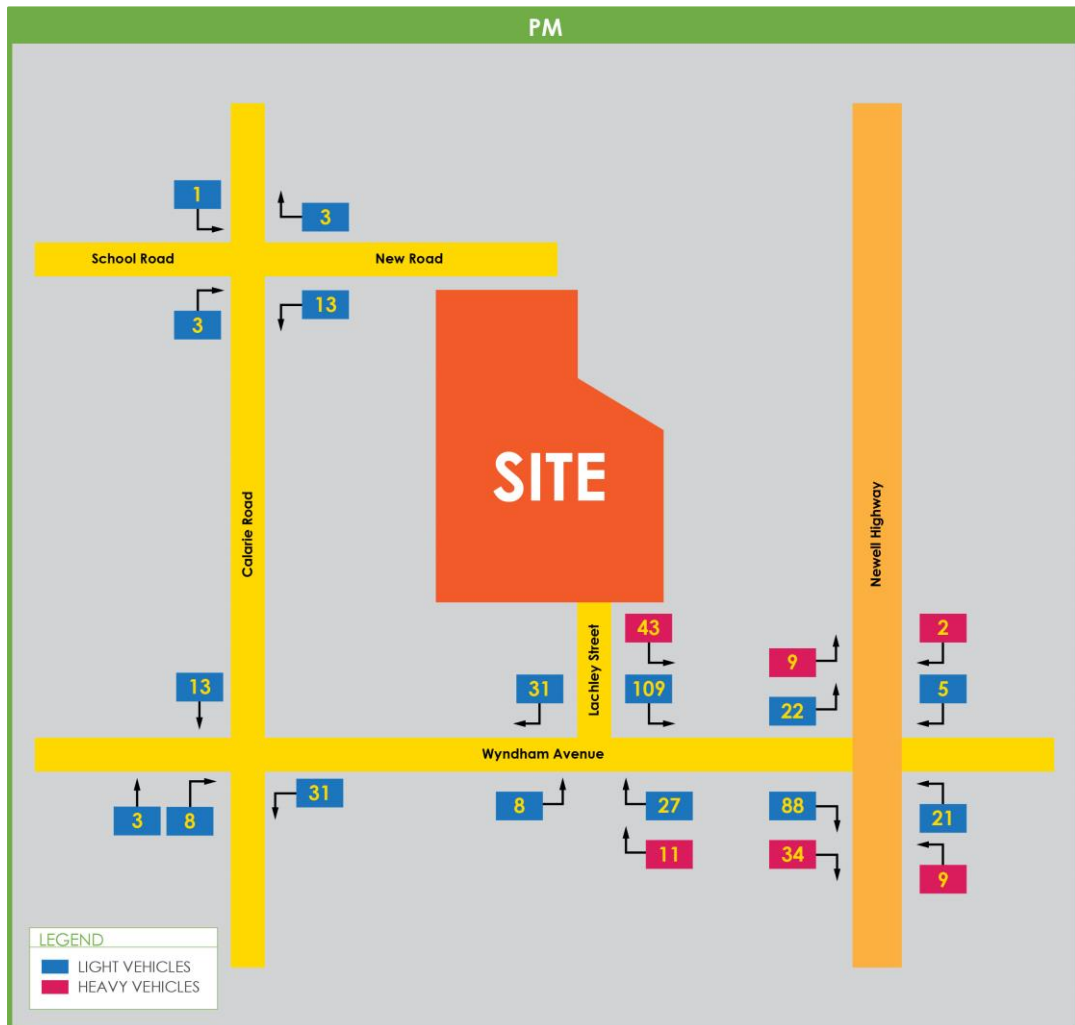 PM
1
3
School Road
New Road
3
13
SITE
Calarie Road
Newell Highway
Lachley Street
43
2
9
13
31
109
22
5
Wyndham Avenue
3
8
31
8
27
88
21
11
34
9
LEGEND
LIGHT VEHICLES
HEAVY VEHICLES